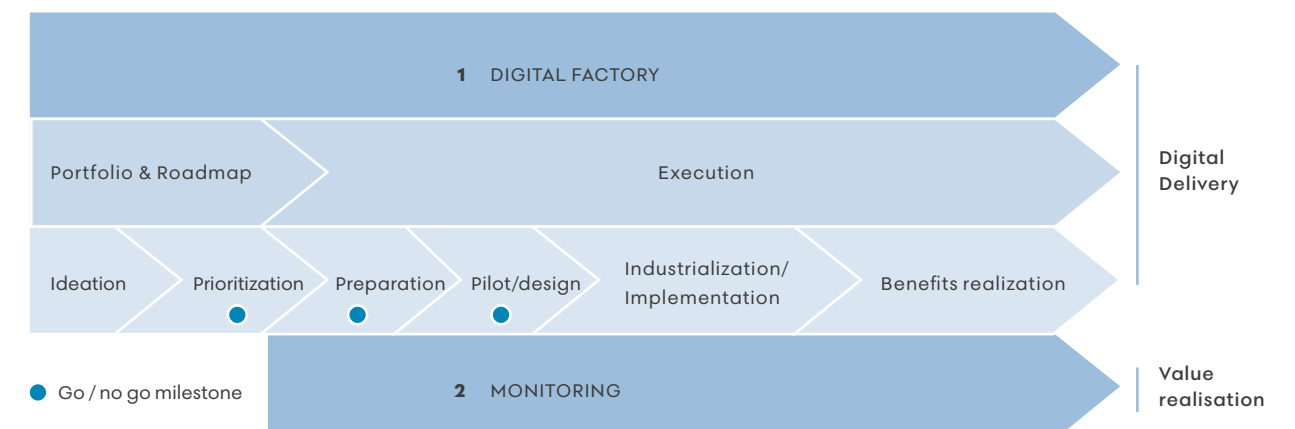 1 DIGITAL FACTORY
Portfolio & Roadmap
Execution
Digital
Delivery
Ideation
Prioritization
Preparation
Pilot/design
Industrialization/
Implementation
Benefits realization
Go / no go milestone
2 MONITORING
Value
realisation